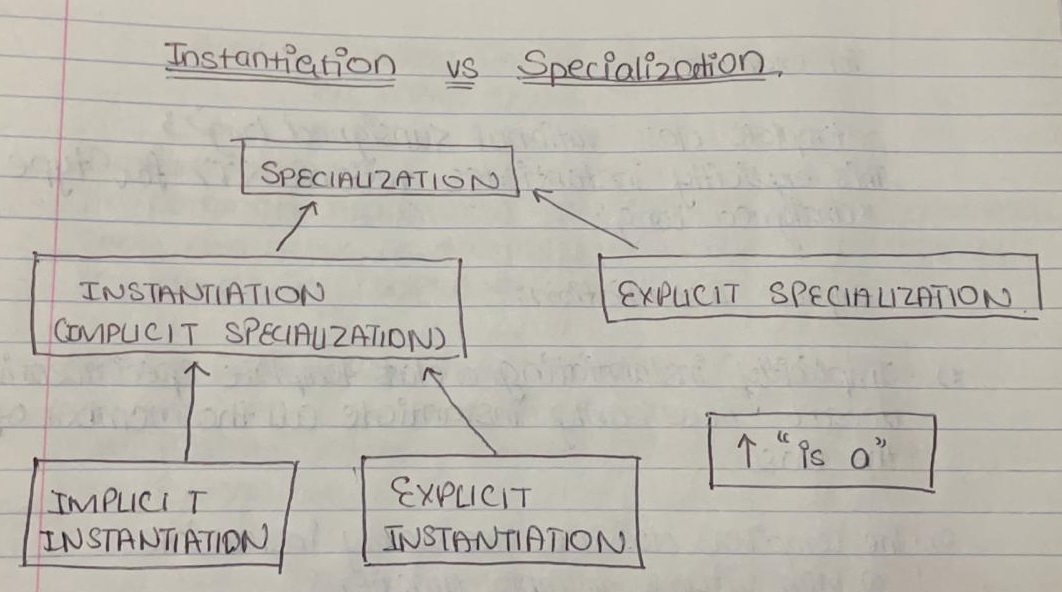 Instantiation vs Specialization.
SPECIALIZATION
INSTANTIATION
(IMPLICIT SPECIALIZATION)
EXPLICIT SPECIALIZATION
IMPLICIT
INSTANTIATION
EXPLICIT
INSTANTIATION
↑ "is a"